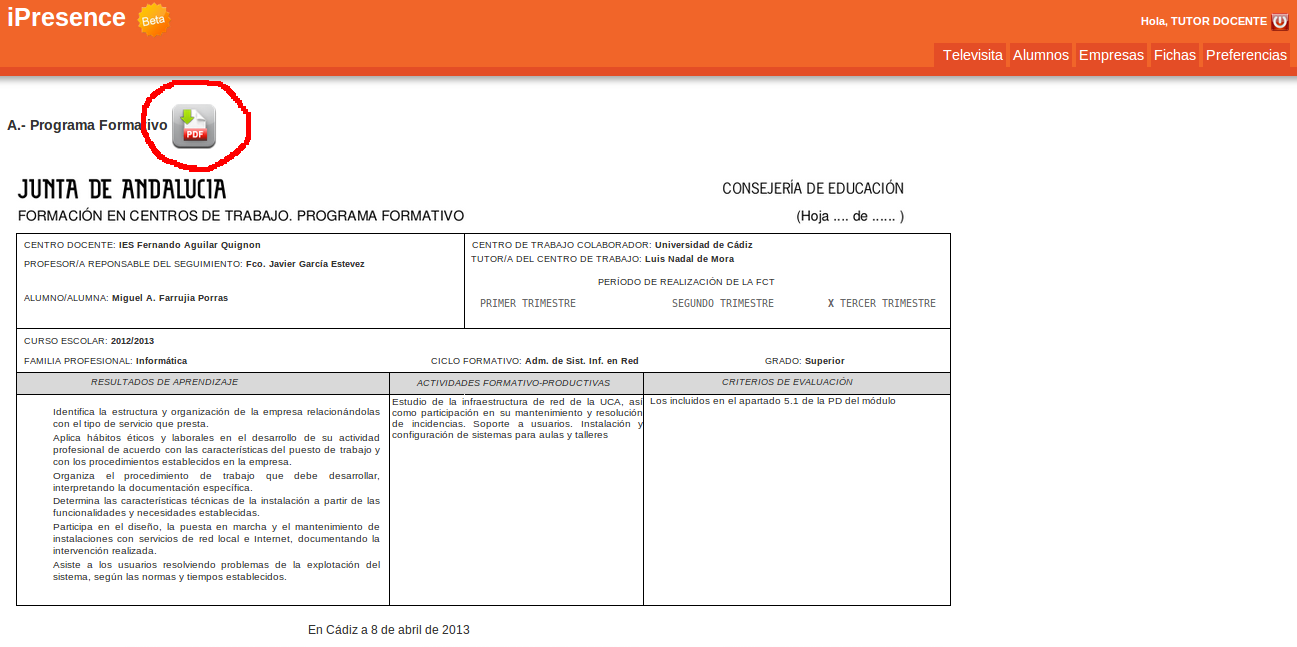 iPresence Beta
Hola, TUTOR DOCENTE
Televisita Alumnos Empresas Fichas Preferencias
A.- Programa Formativo PDF
JUNTA DE ANDALUCIA CONSEJERÍA DE EDUCACIÓN
FORMACIÓN EN CENTROS DE TRABAJO. PROGRAMA FORMATIVO (Hoja .... de ...... )
CENTRO DOCENTE: IES Fernando Aguilar Quignon
PROFESOR/A REPONSABLE DEL SEGUIMIENTO: Fco. Javier García Estevez
ALUMNO/ALUMNA: Miguel A. Farrujia Porras
CENTRO DE TRABAJO COLABORADOR: Universidad de Cádiz
TUTOR/A DEL CENTRO DE TRABAJO: Luis Nadal de Mora
PERÍODO DE REALIZACIÓN DE LA FCT
PRIMER TRIMESTRE SEGUNDO TRIMESTRE X TERCER TRIMESTRE
CURSO ESCOLAR: 2012/2013
FAMILIA PROFESIONAL: Informática CICLO FORMATIVO: Adm. de Sist. Inf. en Red GRADO: Superior
RESULTADOS DE APRENDIZAJE ACTIVIDADES FORMATIVO-PRODUCTIVAS CRITERIOS DE EVALUACIÓN
Identifica la estructura y organización de la empresa relacionándolas
con el tipo de servicio que presta.
Aplica hábitos éticos y laborales en el desarrollo de su actividad
profesional de acuerdo con las características del puesto de trabajo y
con los procedimientos establecidos en la empresa.
Organiza el procedimiento de trabajo que debe desarrollar,
interpretando la documentación específica.
Determina las características técnicas de la instalación a partir de las
funcionalidades y necesidades establecidas.
Participa en el diseño, la puesta en marcha y el mantenimiento de
instalaciones con servicios de red local e Internet, documentando la
intervención realizada.
Asiste a los usuarios resolviendo problemas de la explotación del
sistema, según las normas y tiempos establecidos.
Estudio de la infraestructura de red de la UCA, así
como participación en su mantenimiento y resolución
de incidencias. Soporte a usuarios. Instalación y
configuración de sistemas para aulas y talleres
Los incluidos en el apartado 5.1 de la PD del módulo
En Cádiz a 8 de abril de 2013